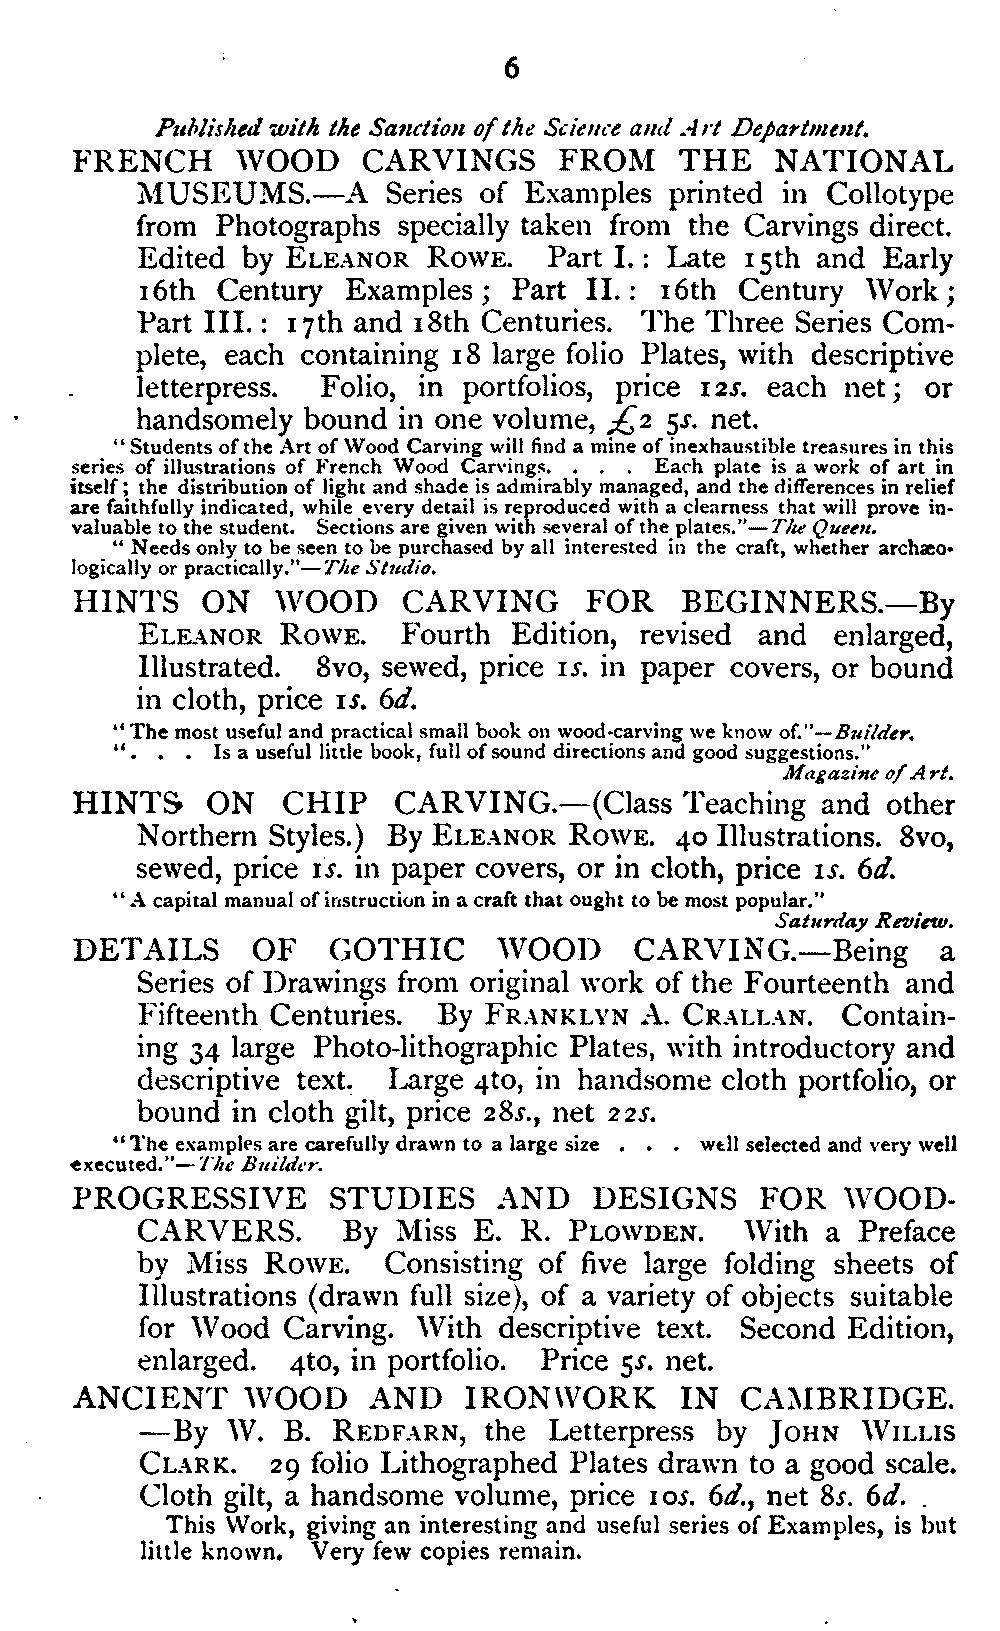 6
Published with the Sanction of the Science and Art Department.
FRENCH WOOD CARVINGS FROM THE NATIONAL
MUSEUMS.—A Series of Examples printed in Collotype
from Photographs specially taken from the Carvings direct.
Edited by ELEANOR ROWE. Part I.: Late 15th and Early
16th Century Examples; Part II.: 16th Century Work;
Part III.: 17th and 18th Centuries. The Three Series Com-
plete, each containing 18 large folio Plates, with descriptive
letterpress. Folio, in portfolios, price 12s. each net; or
handsomely bound in one volume, £2 5s. net.
"Students of the Art of Wood Carving will find a mine of inexhaustible treasures in this
series of illustrations of French Wood Carvings. . . . Each plate is a work of art in
itself; the distribution of light and shade is admirably managed, and the differences in relief
are faithfully indicated, while every detail is reproduced with a clearness that will prove in-
valuable to the student. Sections are given with several of the plates."—The Queen.
"Needs only to be seen to be purchased by all interested in the craft, whether archæo-
logically or practically."—The Studio.
HINTS ON WOOD CARVING FOR BEGINNERS.—By
ELEANOR ROWE. Fourth Edition, revised and enlarged,
Illustrated. 8vo, sewed, price 1s. in paper covers, or bound
in cloth, price 1s. 6d.
"The most useful and practical small book on wood-carving we know of."—Builder.
". . . Is a useful little book, full of sound directions and good suggestions."
Magazine of Art.
HINTS ON CHIP CARVING.—(Class Teaching and other
Northern Styles.) By ELEANOR ROWE. 40 Illustrations. 8vo,
sewed, price 1s. in paper covers, or in cloth, price 1s. 6d.
"A capital manual of instruction in a craft that ought to be most popular."
Saturday Review.
DETAILS OF GOTHIC WOOD CARVING.—Being a
Series of Drawings from original work of the Fourteenth and
Fifteenth Centuries. By FRANKLYN A. CRALLAN. Contain-
ing 34 large Photo-lithographic Plates, with introductory and
descriptive text. Large 4to, in handsome cloth portfolio, or
bound in cloth gilt, price 28s., net 22s.
"The examples are carefully drawn to a large size . . . well selected and very well
executed."—The Builder.
PROGRESSIVE STUDIES AND DESIGNS FOR WOOD-
CARVERS. By Miss E. R. PLOWDEN. With a Preface
by Miss ROWE. Consisting of five large folding sheets of
Illustrations (drawn full size), of a variety of objects suitable
for Wood Carving. With descriptive text. Second Edition,
enlarged. 4to, in portfolio. Price 5s. net.
ANCIENT WOOD AND IRONWORK IN CAMBRIDGE.
—By W. B. REDFARN, the Letterpress by JOHN WILLIS
CLARK. 29 folio Lithographed Plates drawn to a good scale.
Cloth gilt, a handsome volume, price 10s. 6d., net 8s. 6d.
This Work, giving an interesting and useful series of Examples, is but
little known. Very few copies remain.